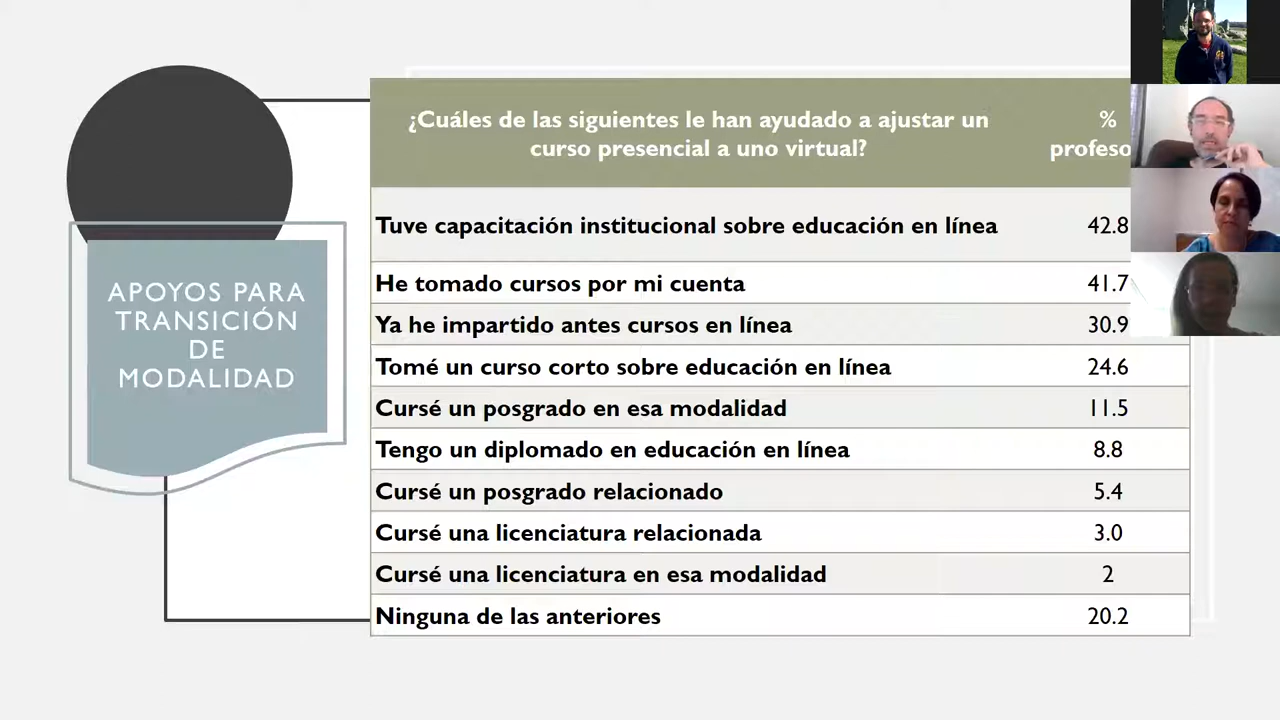 APOYOS PARA
TRANSICIÓN
DE
MODALIDAD
¿Cuáles de las siguientes le han ayudado a ajustar un
curso presencial a uno virtual?
%
Tuve capacitación institucional sobre educación en línea 42.8
He tomado cursos por mi cuenta 41.7
Ya he impartido antes cursos en línea 30.9
Tomé un curso corto sobre educación en línea 24.6
Cursé un posgrado en esa modalidad 11.5
Tengo un diplomado en educación en línea 8.8
Cursé un posgrado relacionado 5.4
Cursé una licenciatura relacionada 3.0
Cursé una licenciatura en esa modalidad 2
Ninguna de las anteriores 20.2